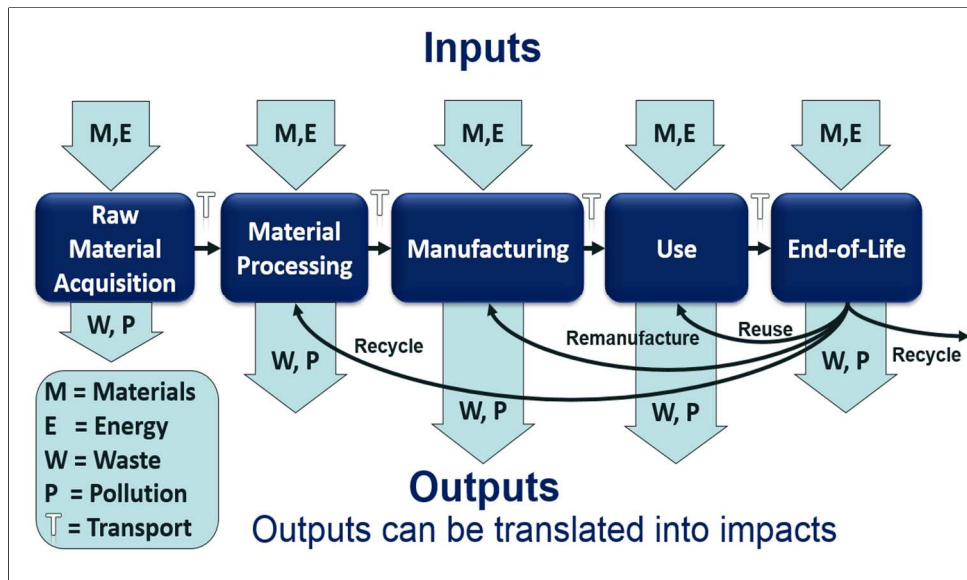 Inputs
M,E
M,E
M,E
M,E
M,E
Raw
Material
Acquisition
T
Material
Processing
T
Manufacturing
T
Use
T
End-of-Life
W, P
W, P
W, P
W, P
W, P
Recycle
Remanufacture
Reuse
Recycle
M = Materials
E = Energy
W = Waste
P = Pollution
T = Transport
Outputs
Outputs can be translated into impacts